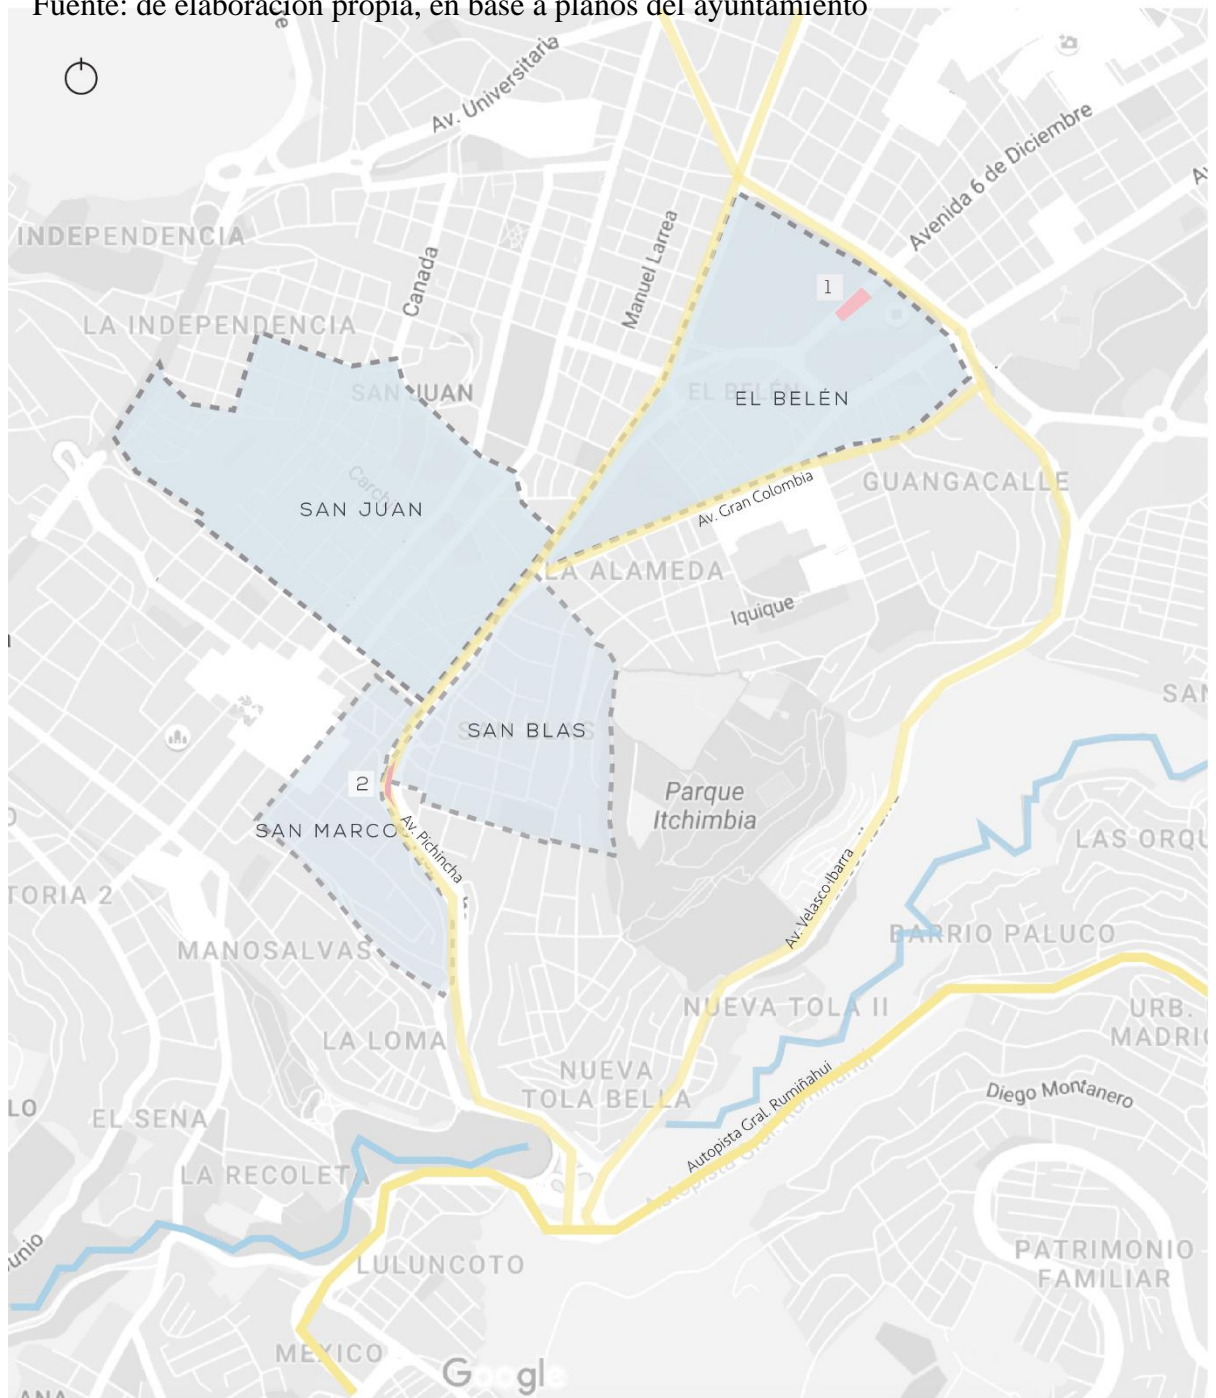 Fuente: de elaboración propia, en base a planos del ayuntamiento
Av. Universitaria
Avenida 6 de Diciembre
INDEPENDENCIA
Canada
Manuel Larrea
1
LA INDEPENDENCIA
SAN JUAN
EL BELÉN
EL BELÉN
GUANGACALLE
Av. Gran Colombia
SAN JUAN
LA ALAMEDA
Iquique
SAN BLAS
2
Parque
Itchimbia
SAN MARCOS
Av. Pichincha
LAS ORQU
TORIA 2
Av. Velasco Ibarra
BARRIO PALUCO
MANOSALVAS
NUEVA TOLA II
URB.
MADRI
LA LOMA
NUEVA
TOLA BELLA
Autopista Gral. Rumiñahui
Diego Montanero
LO
EL SENA
LA RECOLETA
PATRIMONIO
FAMILIAR
LULUNCOTO
MEXICO
Google